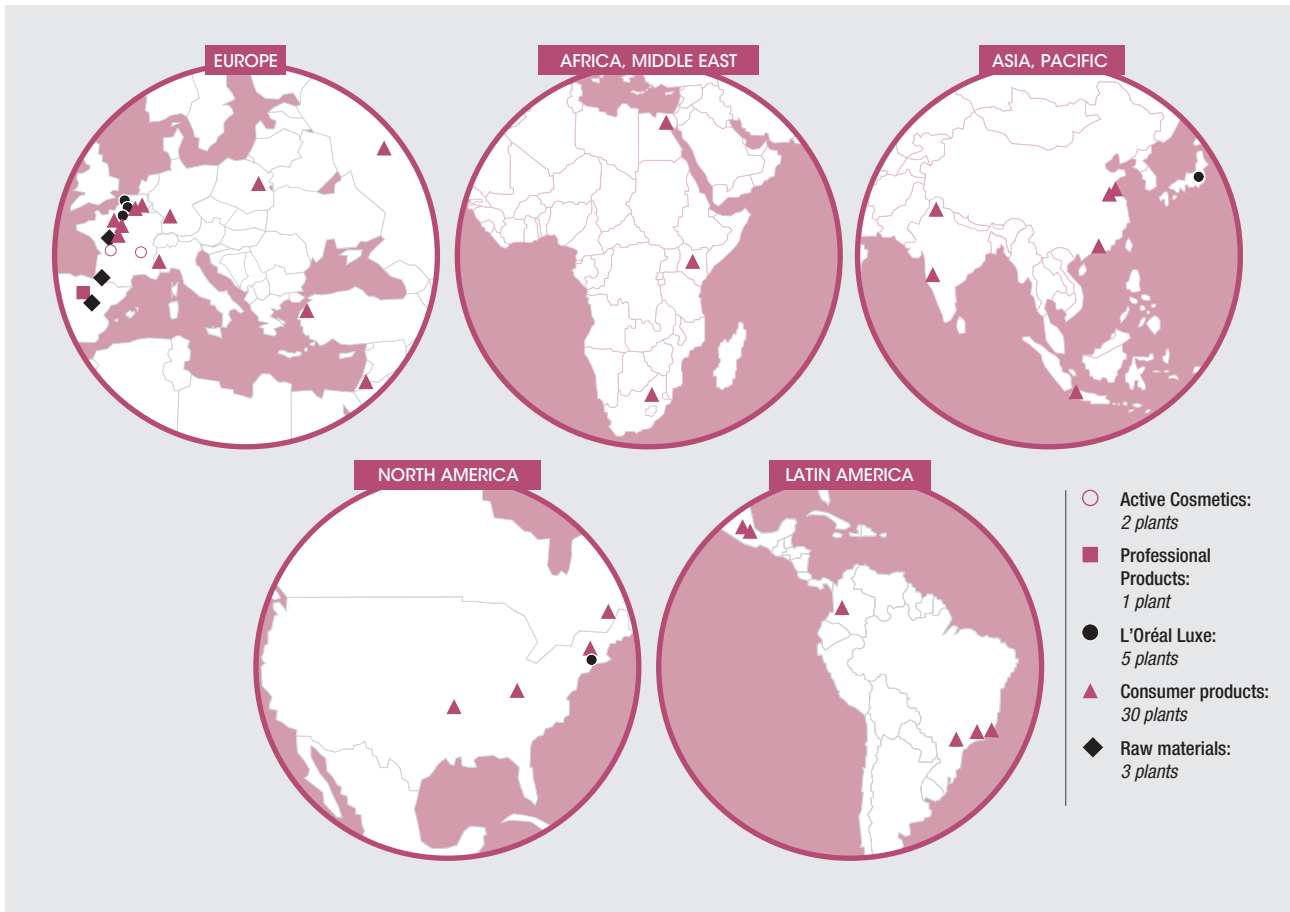 EUROPE
AFRICA, MIDDLE EAST
ASIA, PACIFIC
NORTH AMERICA
LATIN AMERICA
Active Cosmetics:
2 plants
Professional
Products:
1 plant
L’Oréal Luxe:
5 plants
Consumer products:
30 plants
Raw materials:
3 plants